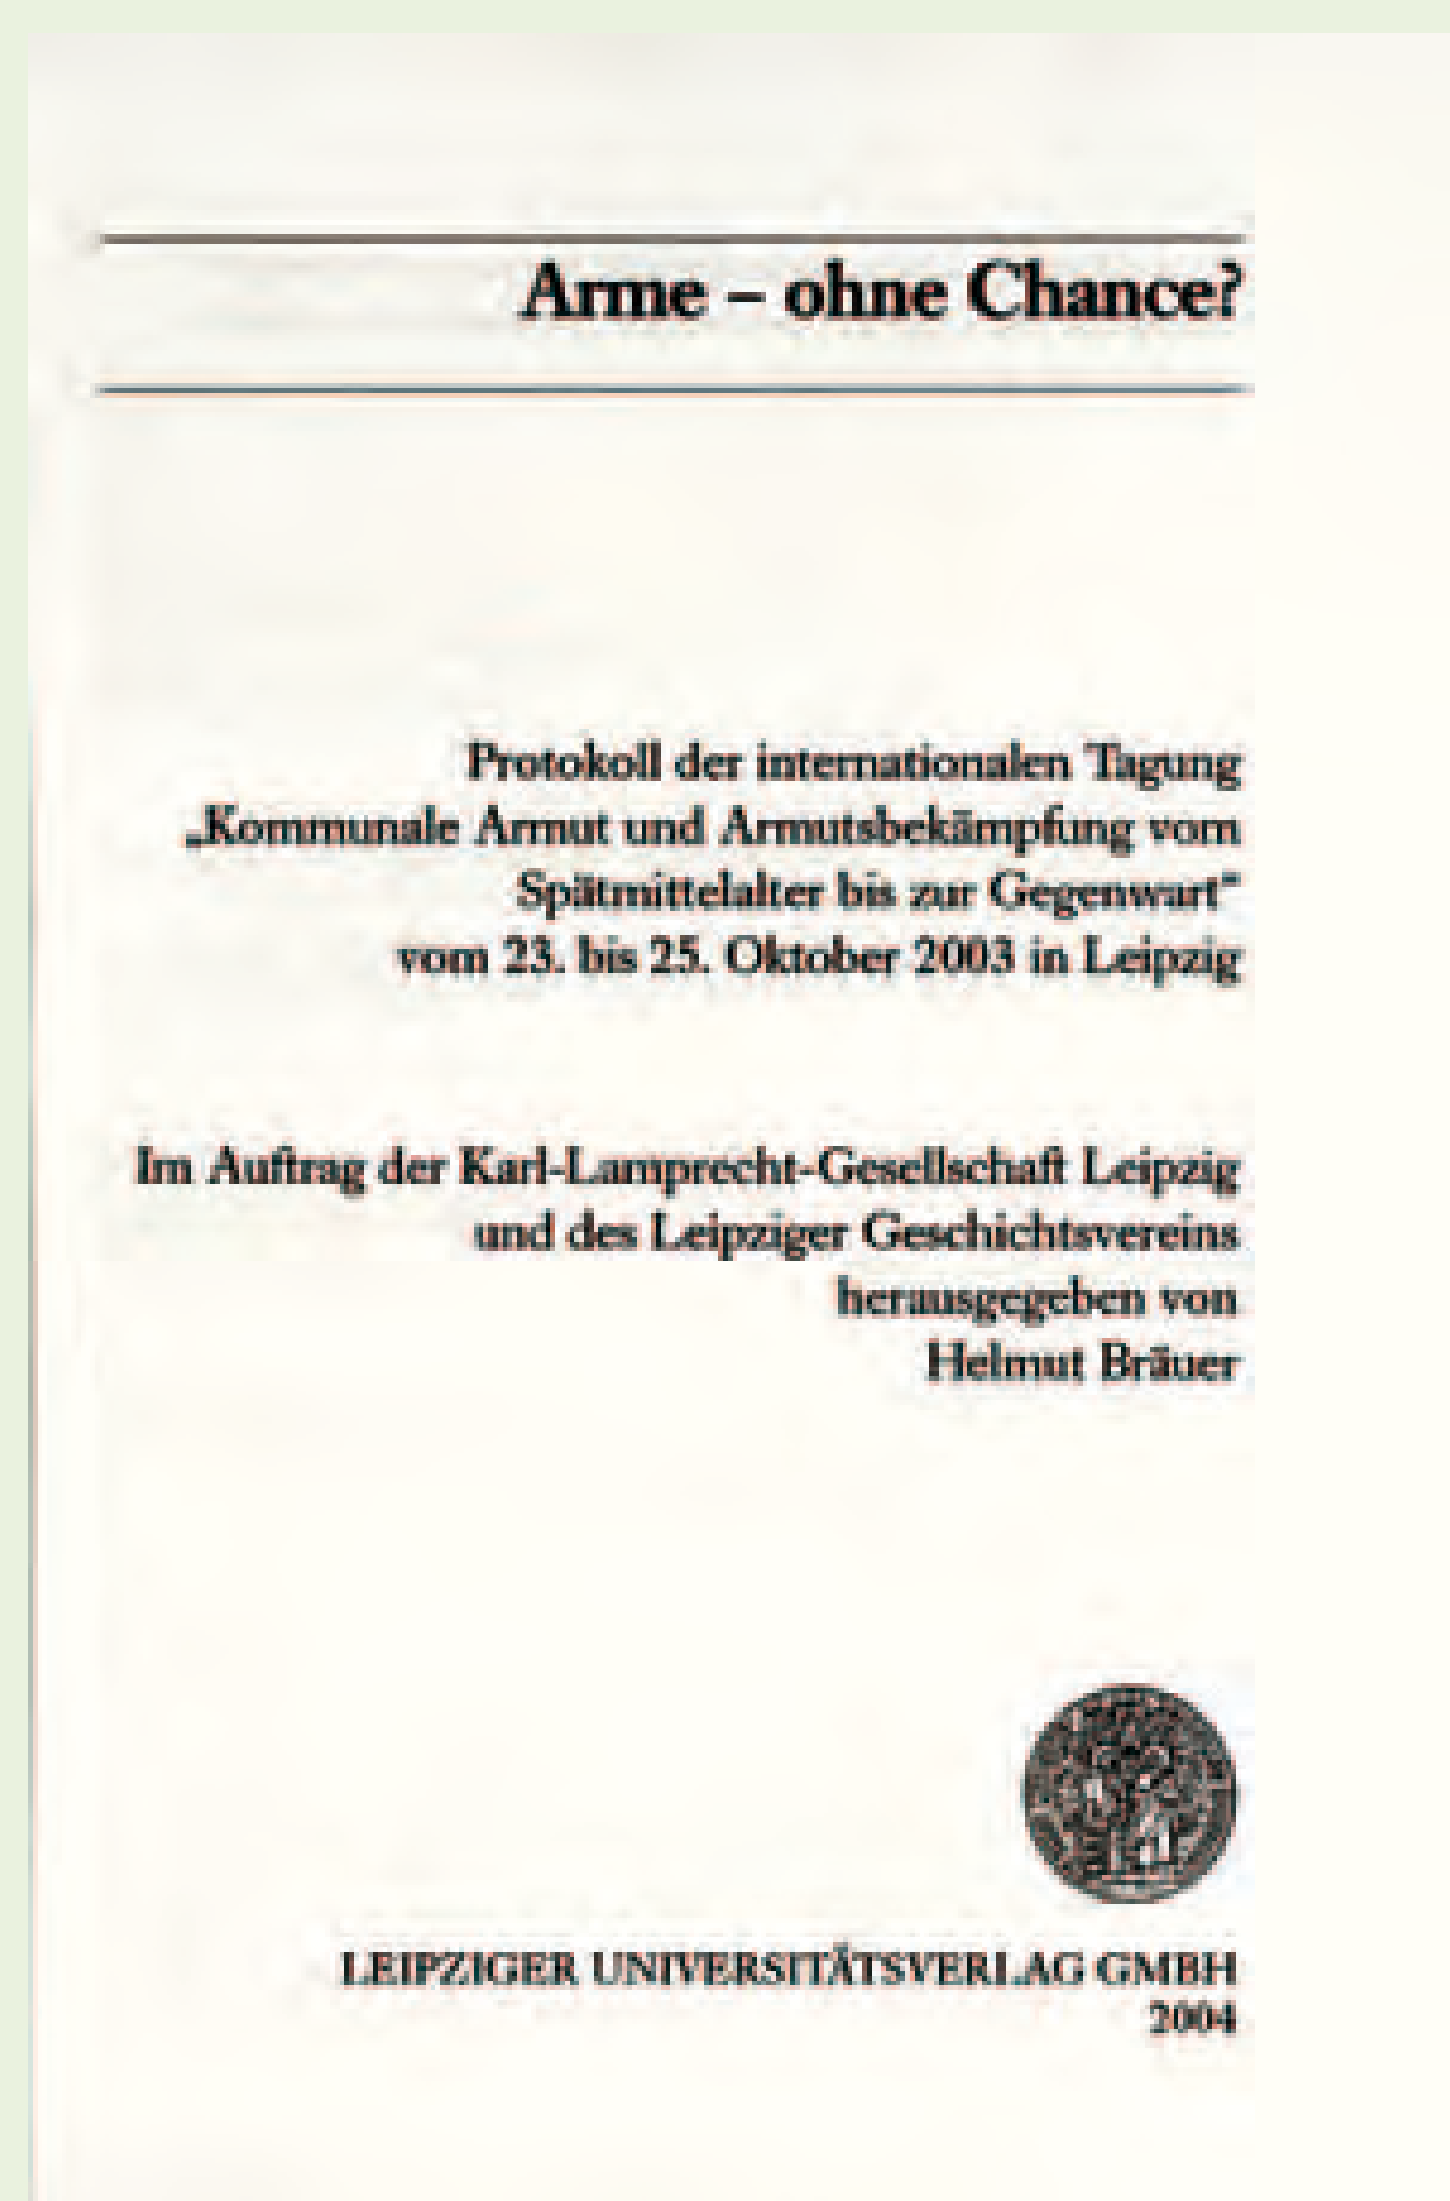 Arme – ohne Chance?
Protokoll der internationalen Tagung
„Kommunale Armut und Armutsbekämpfung vom
Spätmittelalter bis zur Gegenwart“
vom 23. bis 25. Oktober 2003 in Leipzig
Im Auftrag der Karl-Lamprecht-Gesellschaft Leipzig
und des Leipziger Geschichtsvereins
herausgegeben von
Helmut Bräuer
LEIPZIGER UNIVERSITÄTSVERLAG GMBH
2004